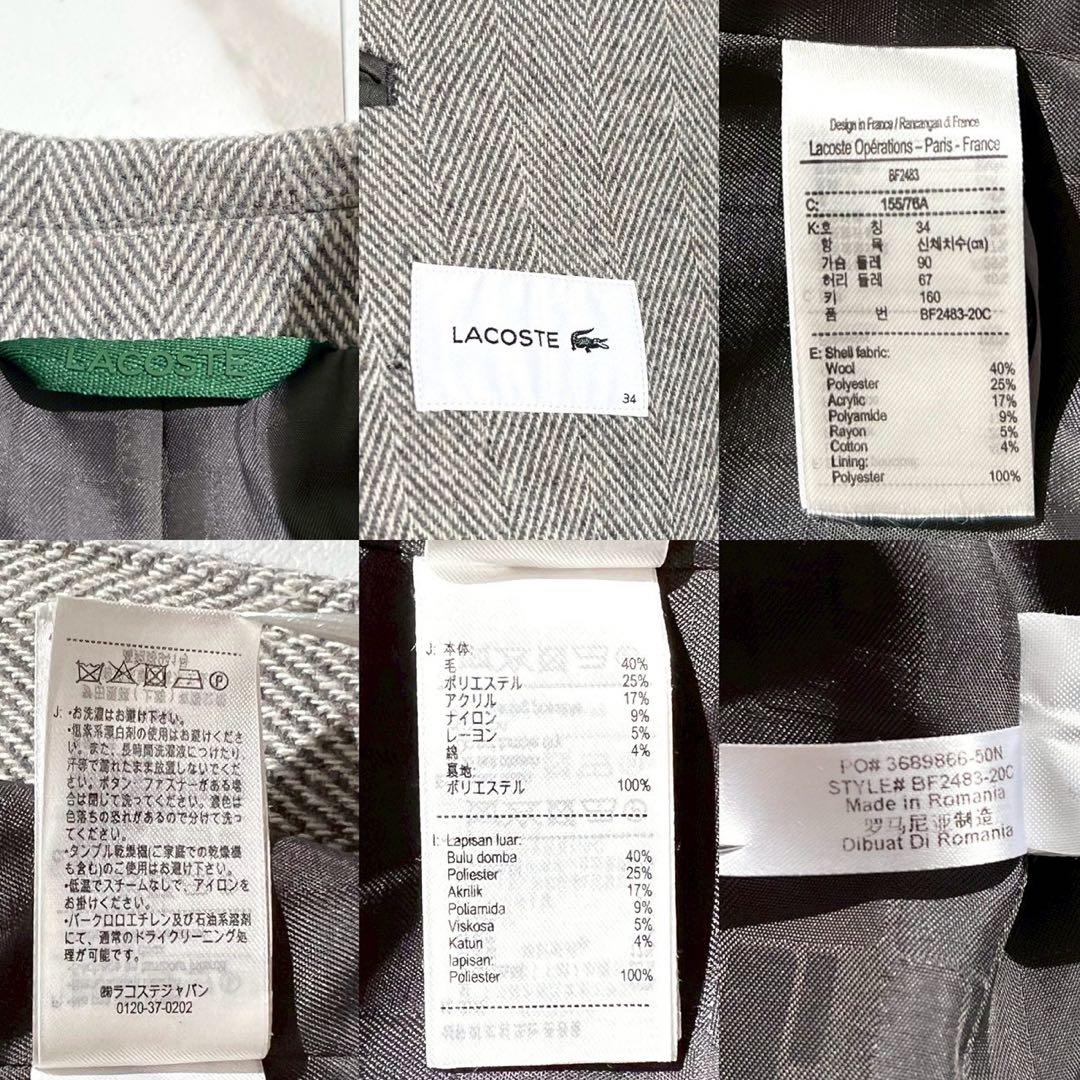 LACOSTE
LACOSTE
34
Design in France / Rancangan di France
Lacoste Opérations – Paris - France
BF2483
C: 155/76A
K: 호 칭 34
항 목 신체치수(㎝)
가슴 둘레 90
허리 둘레 67
키 160
품 번 BF2483-20C
E: Shell fabric:
Wool 40%
Polyester 25%
Acrylic 17%
Polyamide 9%
Rayon 5%
Cotton 4%
Lining:
Polyester 100%
J: •お洗濯はお避け下さい。
•塩素系漂白剤の使用はお避けくださ
い。また、長時間洗濯液につけたり
汗等で濡れたまま放置しないでくだ
さい。ボタン、ファスナーがある場
合は閉じて洗ってください。濃色は
色落ちの恐れがあるので分けて洗っ
てください。
•タンブル乾燥機(ご家庭での乾燥機
も含む)のご使用はお避け下さい。
•低温でスチームなしで、アイロンを
お掛けください。
•パークロロエチレン及び石油系溶剤
にて、通常のドライクリーニング処
理が可能です。
㈱ラコステジャパン
0120-37-0202
J: 本体:
毛 40%
ポリエステル 25%
アクリル 17%
ナイロン 9%
レーヨン 5%
綿 4%
裏地:
ポリエステル 100%
I: Lapisan luar:
Bulu domba 40%
Poliester 25%
Akrilik 17%
Poliamida 9%
Viskosa 5%
Katun 4%
lapisan:
Poliester 100%
PO# 3689866-50N
STYLE# BF2483-20C
Made in Romania
罗马尼亚制造
Dibuat Di Romania